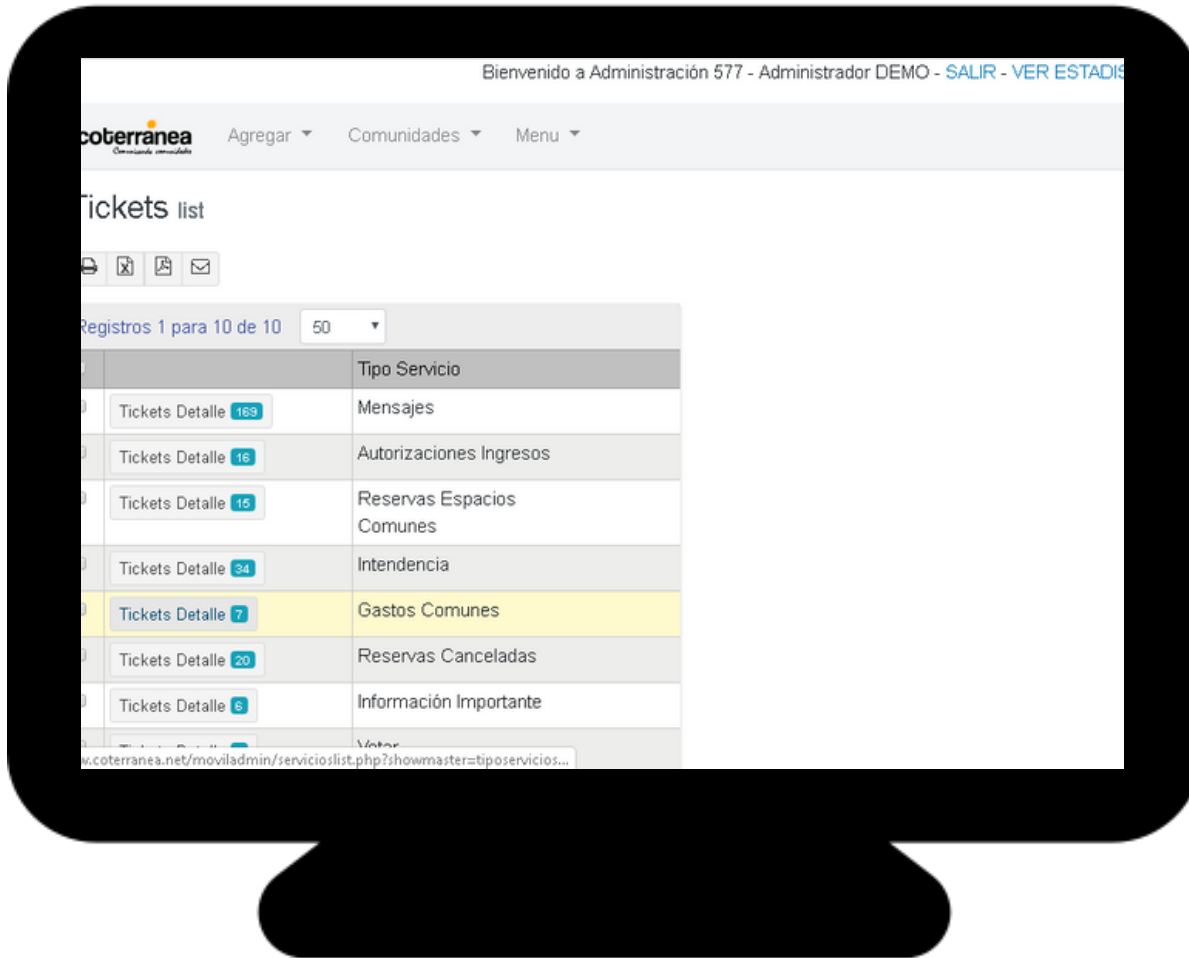 Bienvenido a Administración 577 - Administrador DEMO - SALIR - VER ESTADIS
coterránea Agregar Comunidades Menu
Comunicando comunidades
Tickets list
Registros 1 para 10 de 10 50
Tipo Servicio
Tickets Detalle 169 Mensajes
Tickets Detalle 16 Autorizaciones Ingresos
Tickets Detalle 15 Reservas Espacios
Comunes
Tickets Detalle 34 Intendencia
Tickets Detalle 7 Gastos Comunes
Tickets Detalle 20 Reservas Canceladas
Tickets Detalle 6 Información Importante
Votar
w.coterranea.net/moviladmin/servicioslist.php?showmaster=tiposervicios...